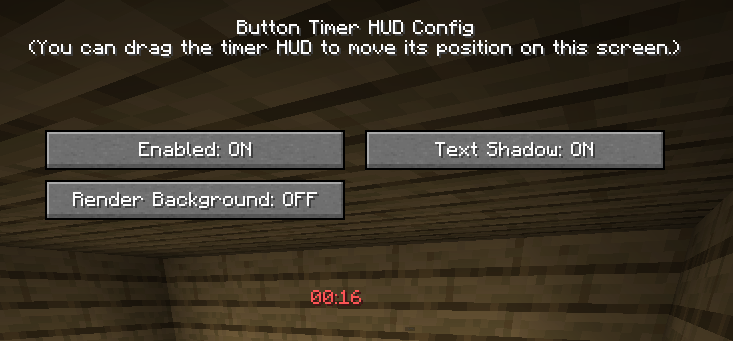 Button Timer HUD Config
(You can drag the timer HUD to move its position on this screen.)
Enabled: ON
Text Shadow: ON
Render Background: OFF
00:16